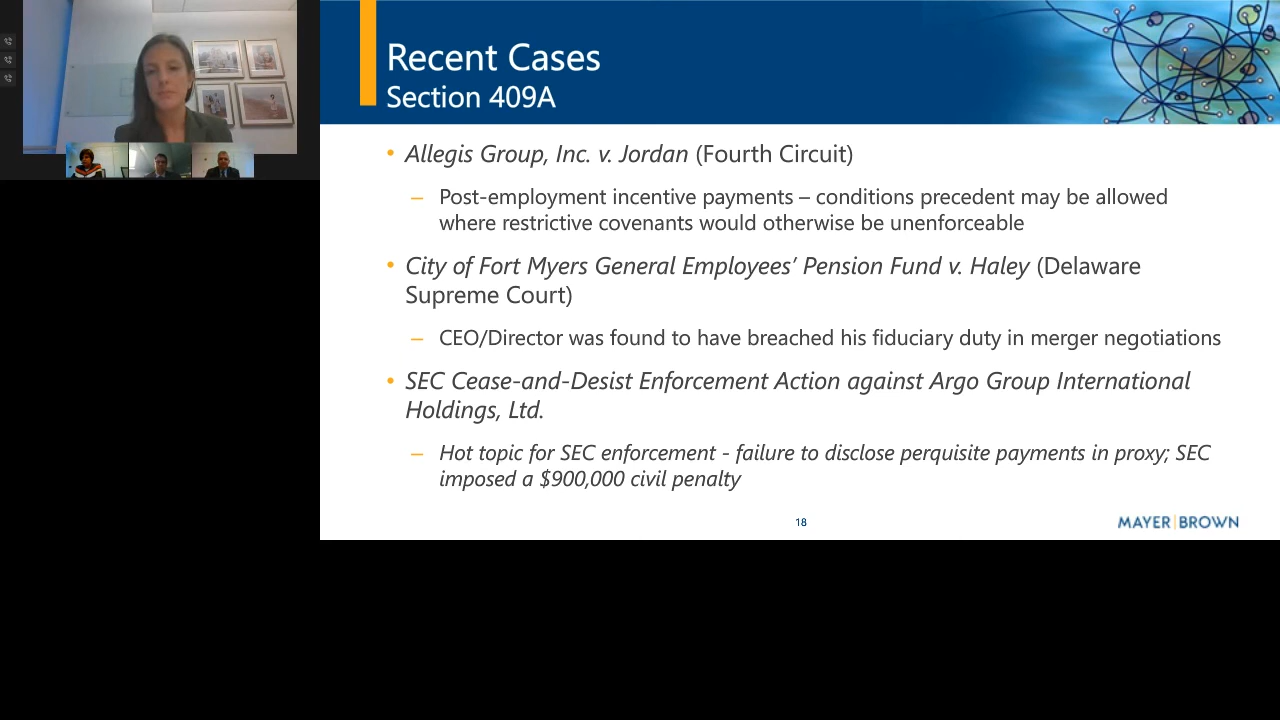 Recent Cases
Section 409A
• Allegis Group, Inc. v. Jordan (Fourth Circuit)
– Post-employment incentive payments – conditions precedent may be allowed
where restrictive covenants would otherwise be unenforceable
• City of Fort Myers General Employees’ Pension Fund v. Haley (Delaware
Supreme Court)
– CEO/Director was found to have breached his fiduciary duty in merger negotiations
• SEC Cease-and-Desist Enforcement Action against Argo Group International
Holdings, Ltd.
– Hot topic for SEC enforcement - failure to disclose perquisite payments in proxy; SEC
imposed a $900,000 civil penalty
18
MAYER|BROWN